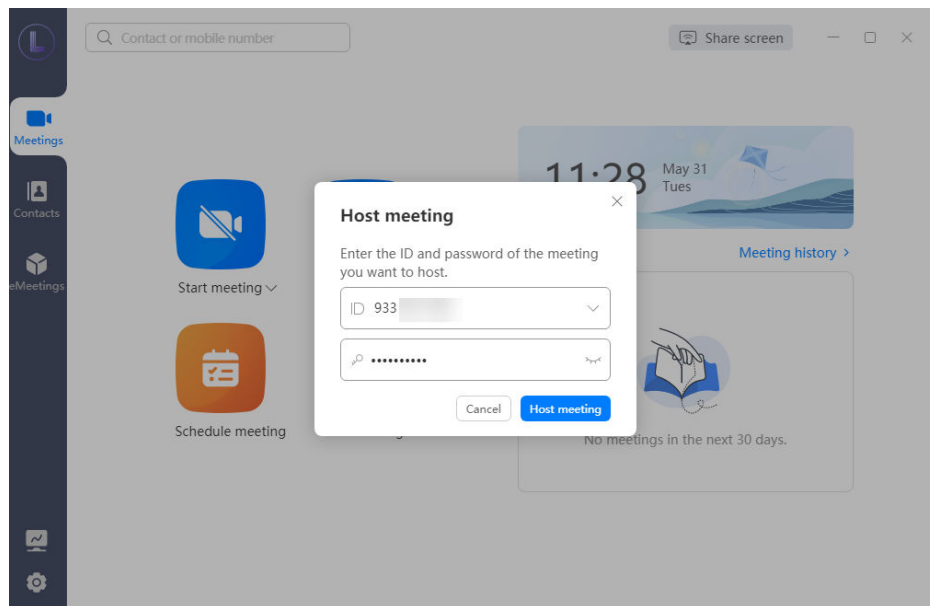 L
Contact or mobile number
Share screen
Meetings
Contacts
eMeetings
11:28
May 31
Tues
Meeting history >
Start meeting
Schedule meeting
No meetings in the next 30 days.
Host meeting
Enter the ID and password of the meeting
you want to host.
ID 933
••••••••••
Cancel
Host meeting